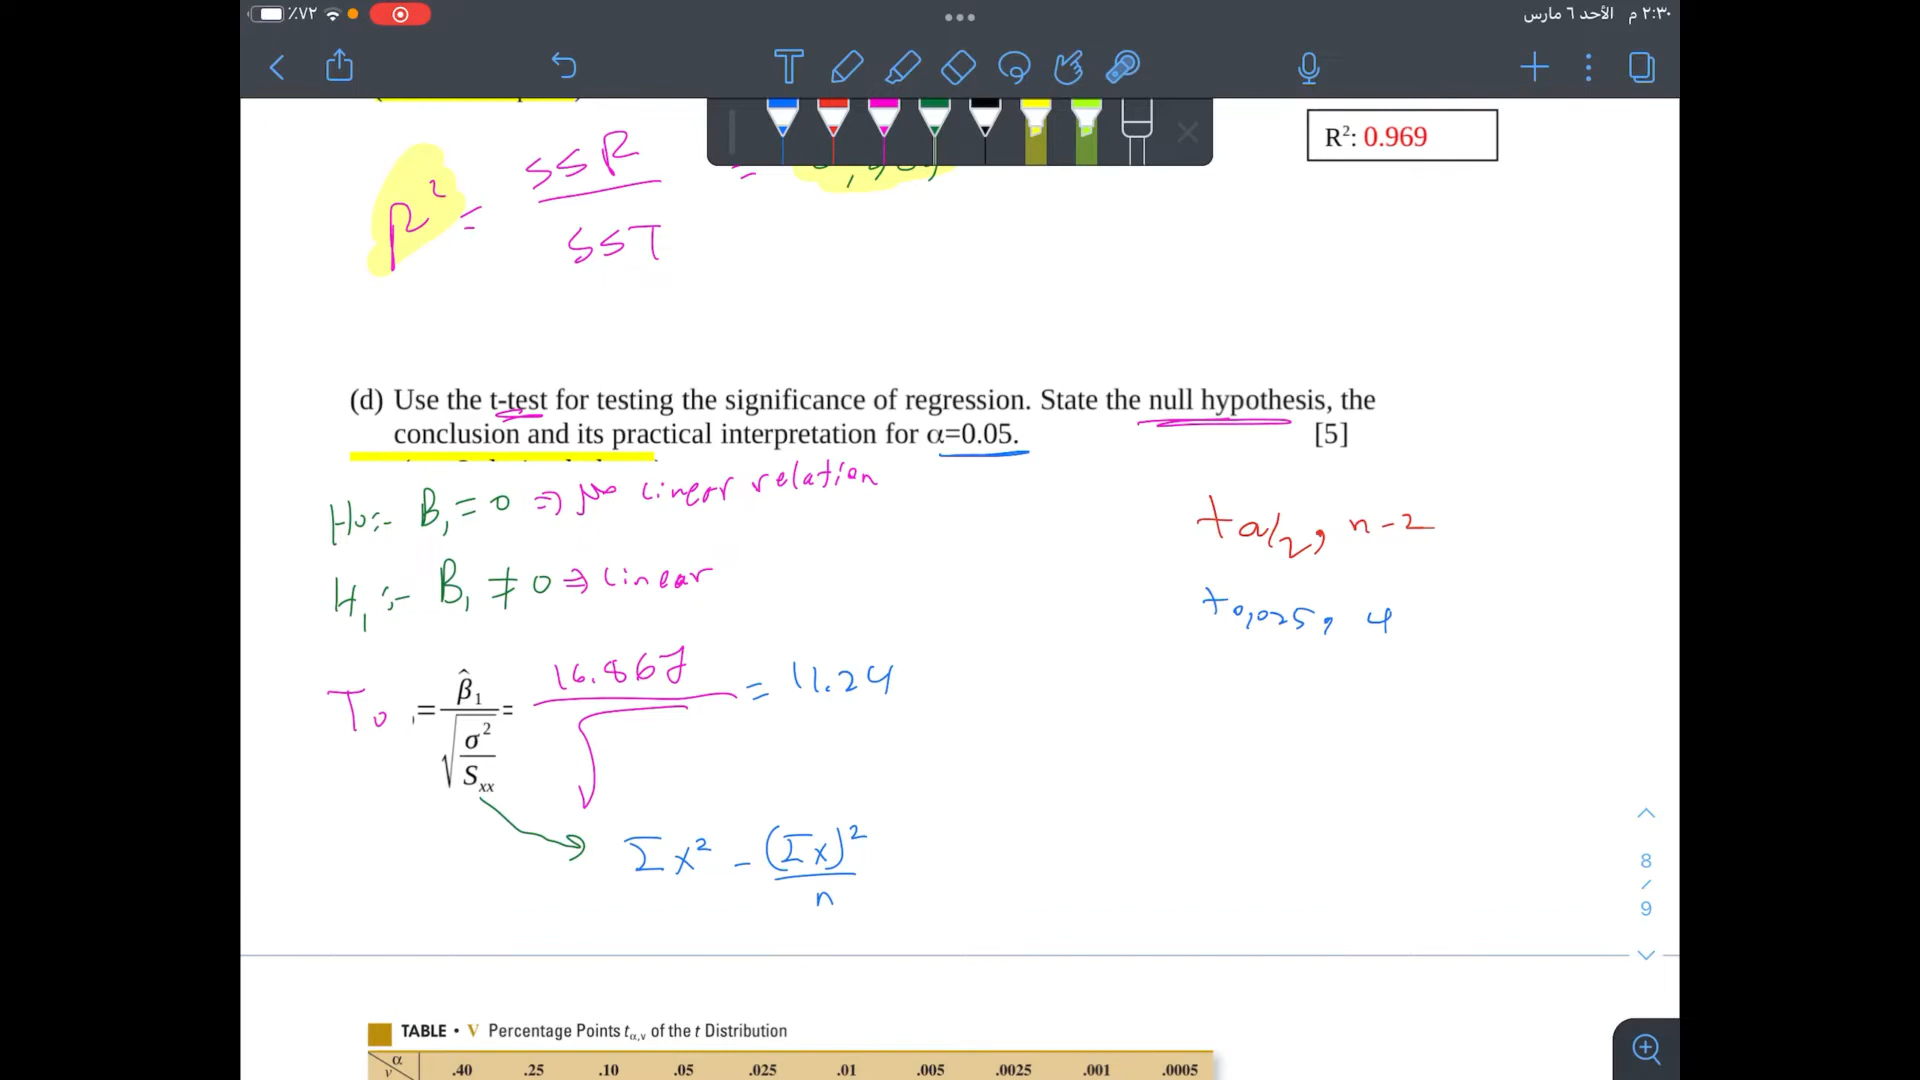 ٪٧٢
الأحد ٦ مارس ٢:٣٠ م
R²: 0.969
R² = SSR / SST =
(d) Use the t-test for testing the significance of regression. State the null hypothesis, the
conclusion and its practical interpretation for α=0.05. [5]
H0:- B₁ = 0 ⇒ No linear relation
H₁:- B₁ ≠ 0 ⇒ linear
t α/2, n-2
t 0,025, 4
T₀ = β̂₁ / √(σ² / Sxx) = 16.867 / √ = 11.24
Σx² - (Σx)² / n
8
/
9
TABLE • V Percentage Points tα,ν of the t Distribution
α
ν .40 .25 .10 .05 .025 .01 .005 .0025 .001 .0005